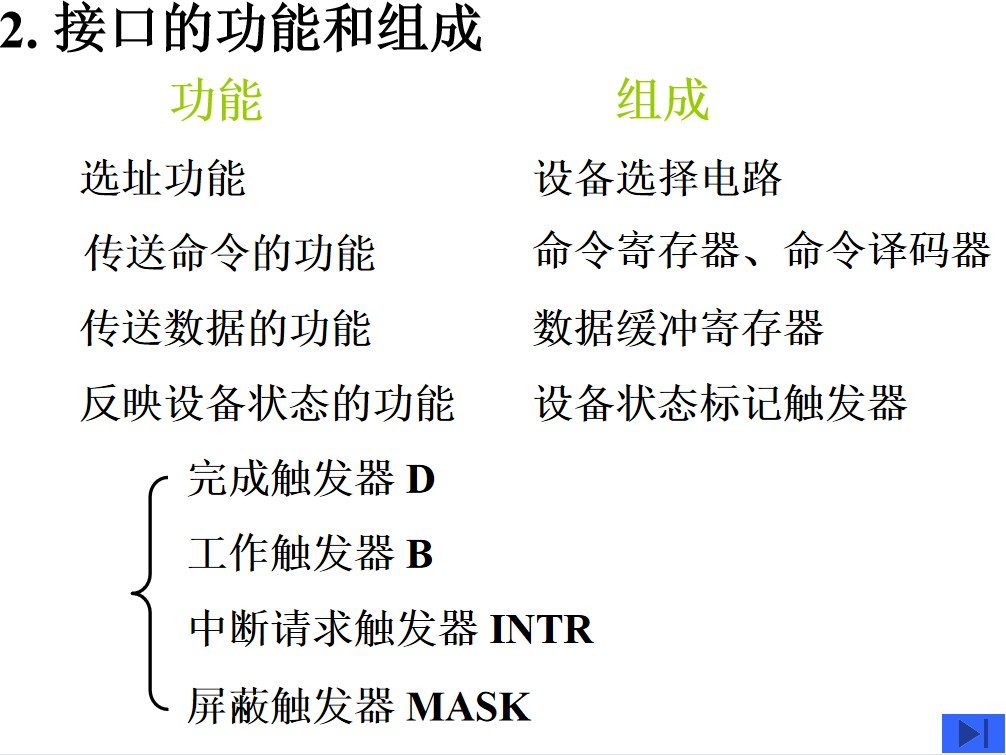 2. 接口的功能和组成
功能 组成
选址功能 设备选择电路
传送命令的功能 命令寄存器、命令译码器
传送数据的功能 数据缓冲寄存器
反映设备状态的功能 设备状态标记触发器
完成触发器 D
工作触发器 B
中断请求触发器 INTR
屏蔽触发器 MASK